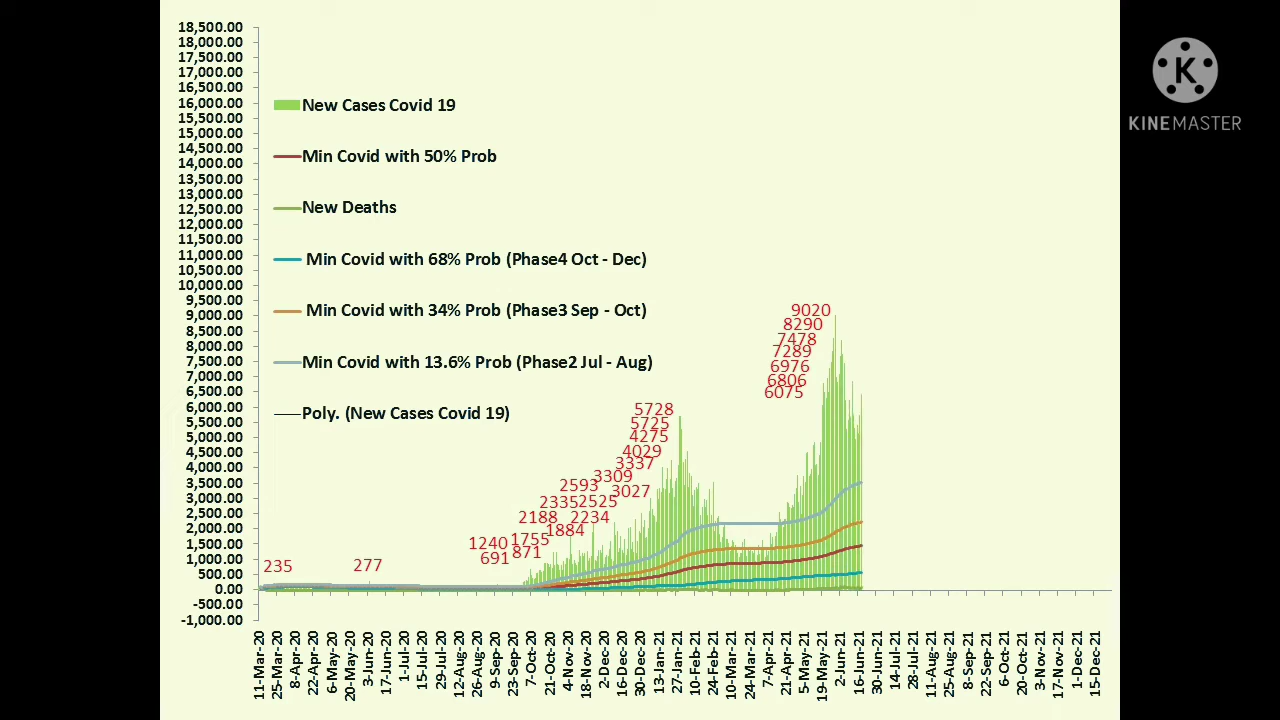 18,500.00
18,000.00
17,500.00
17,000.00
16,500.00
16,000.00
15,500.00
15,000.00
14,500.00
14,000.00
13,500.00
13,000.00
12,500.00
12,000.00
11,500.00
11,000.00
10,500.00
10,000.00
9,500.00
9,000.00
8,500.00
8,000.00
7,500.00
7,000.00
6,500.00
6,000.00
5,500.00
5,000.00
4,500.00
4,000.00
3,500.00
3,000.00
2,500.00
2,000.00
1,500.00
1,000.00
500.00
0.00
-500.00
-1,000.00
New Cases Covid 19
Min Covid with 50% Prob
New Deaths
Min Covid with 68% Prob (Phase4 Oct - Dec)
Min Covid with 34% Prob (Phase3 Sep - Oct)
Min Covid with 13.6% Prob (Phase2 Jul - Aug)
Poly. (New Cases Covid 19)
235
277
1240
691
1755
871
2188
1884
2335
2234
2593
2525
3309
3027
3337
4029
4275
5725
5728
9020
8290
7478
7289
6976
6806
6075
11-Mar-20
25-Mar-20
8-Apr-20
22-Apr-20
6-May-20
20-May-20
3-Jun-20
17-Jun-20
1-Jul-20
15-Jul-20
29-Jul-20
12-Aug-20
26-Aug-20
9-Sep-20
23-Sep-20
7-Oct-20
21-Oct-20
4-Nov-20
18-Nov-20
2-Dec-20
16-Dec-20
30-Dec-20
13-Jan-21
27-Jan-21
10-Feb-21
24-Feb-21
10-Mar-21
24-Mar-21
7-Apr-21
21-Apr-21
5-May-21
19-May-21
2-Jun-21
16-Jun-21
30-Jun-21
14-Jul-21
28-Jul-21
11-Aug-21
25-Aug-21
8-Sep-21
22-Sep-21
6-Oct-21
20-Oct-21
3-Nov-21
17-Nov-21
1-Dec-21
15-Dec-21
K
KINEMASTER